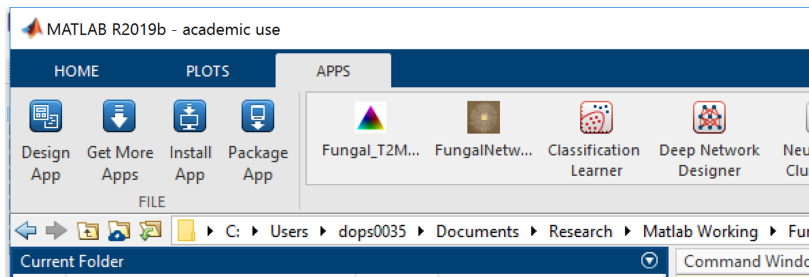 MATLAB R2019b - academic use
HOME PLOTS APPS
Design App
Get More Apps
Install App
Package App
Fungal_T2M...
FungalNetw...
Classification Learner
Deep Network Designer
FILE
C: Users dops0035 Documents Research Matlab Working
Current Folder
Command